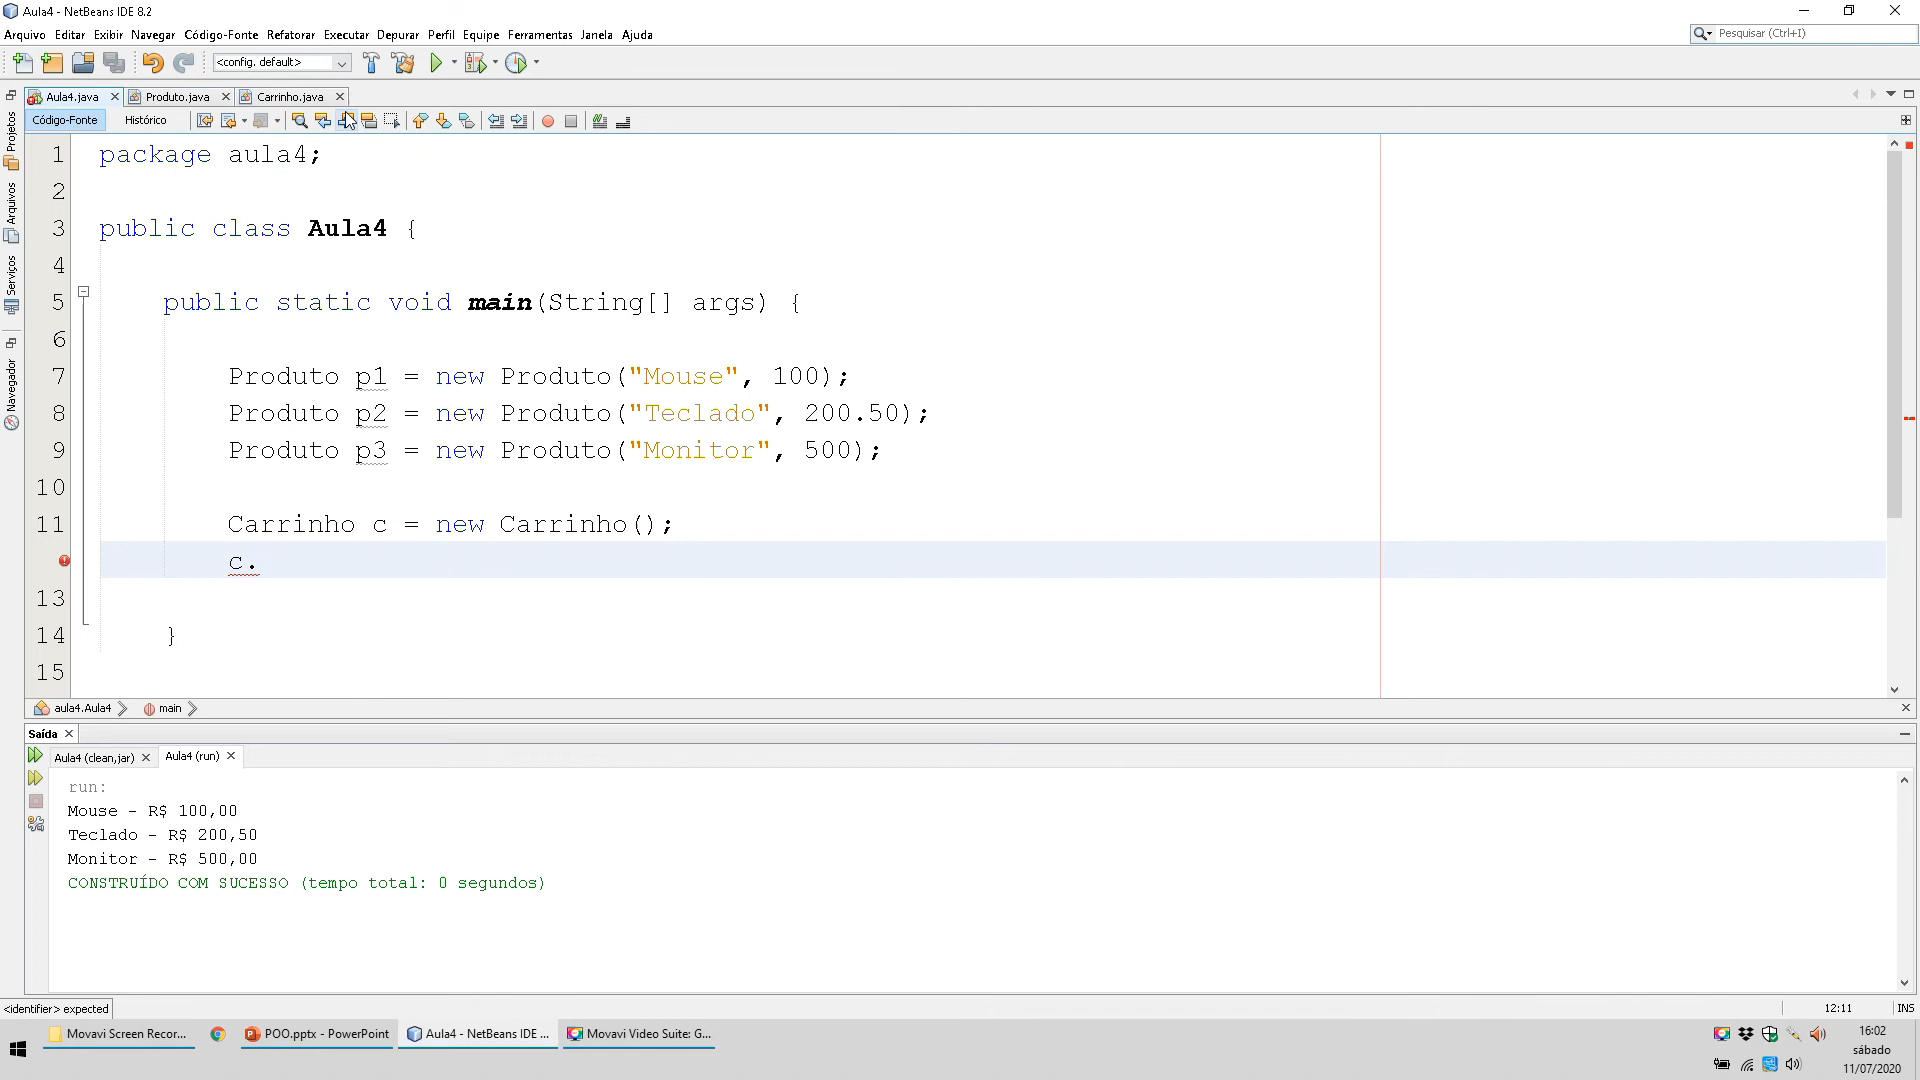 Aula4 - NetBeans IDE 8.2
Arquivo Editar Exibir Navegar Código-Fonte Refatorar Executar Depurar Perfil Equipe Ferramentas Janela Ajuda
Pesquisar (Ctrl+I)
<config. default>
Aula4.java Produto.java Carrinho.java
Código-Fonte Histórico
Projetos
Arquivos
Serviços
Navegador
1 package aula4;
2
3 public class Aula4 {
4
5 public static void main(String[] args) {
6
7 Produto p1 = new Produto("Mouse", 100);
8 Produto p2 = new Produto("Teclado", 200.50);
9 Produto p3 = new Produto("Monitor", 500);
10
11 Carrinho c = new Carrinho();
c.
13
14 }
15
aula4.Aula4 main
Saída
Aula4 (clean,jar) Aula4 (run)
run:
Mouse - R$ 100,00
Teclado - R$ 200,50
Monitor - R$ 500,00
CONSTRUÍDO COM SUCESSO (tempo total: 0 segundos)
<identifier> expected
12:11 INS
Movavi Screen Recor... POO.pptx - PowerPoint Aula4 - NetBeans IDE ... Movavi Video Suite: G...
16:02
sábado
11/07/2020